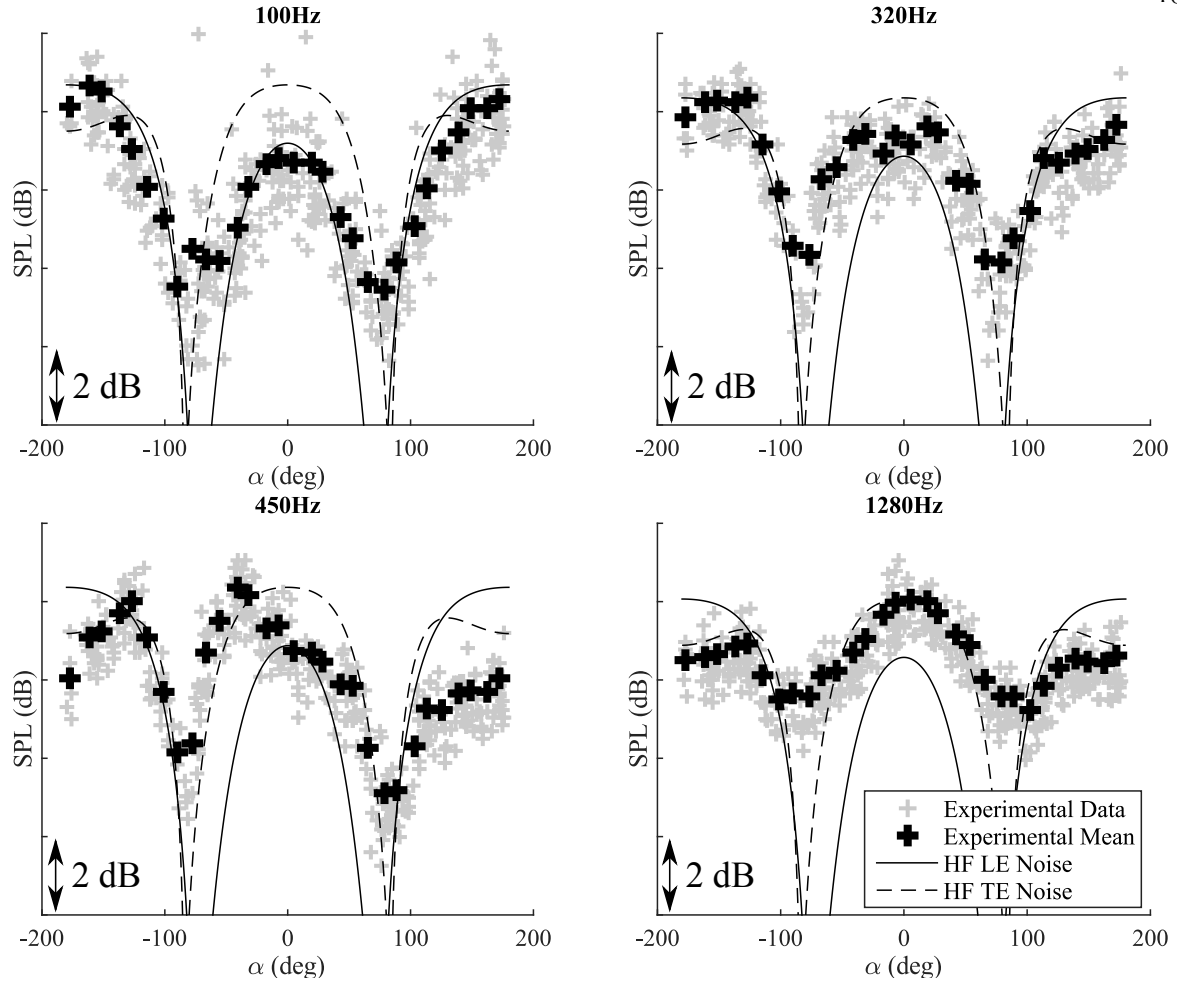 100Hz
320Hz
SPL (dB)
2 dB
-200
-100
0
100
200
α (deg)
SPL (dB)
2 dB
-200
-100
0
100
200
α (deg)
450Hz
1280Hz
SPL (dB)
2 dB
-200
-100
0
100
200
α (deg)
SPL (dB)
2 dB
Experimental Data
Experimental Mean
HF LE Noise
HF TE Noise
-200
-100
0
100
200
α (deg)